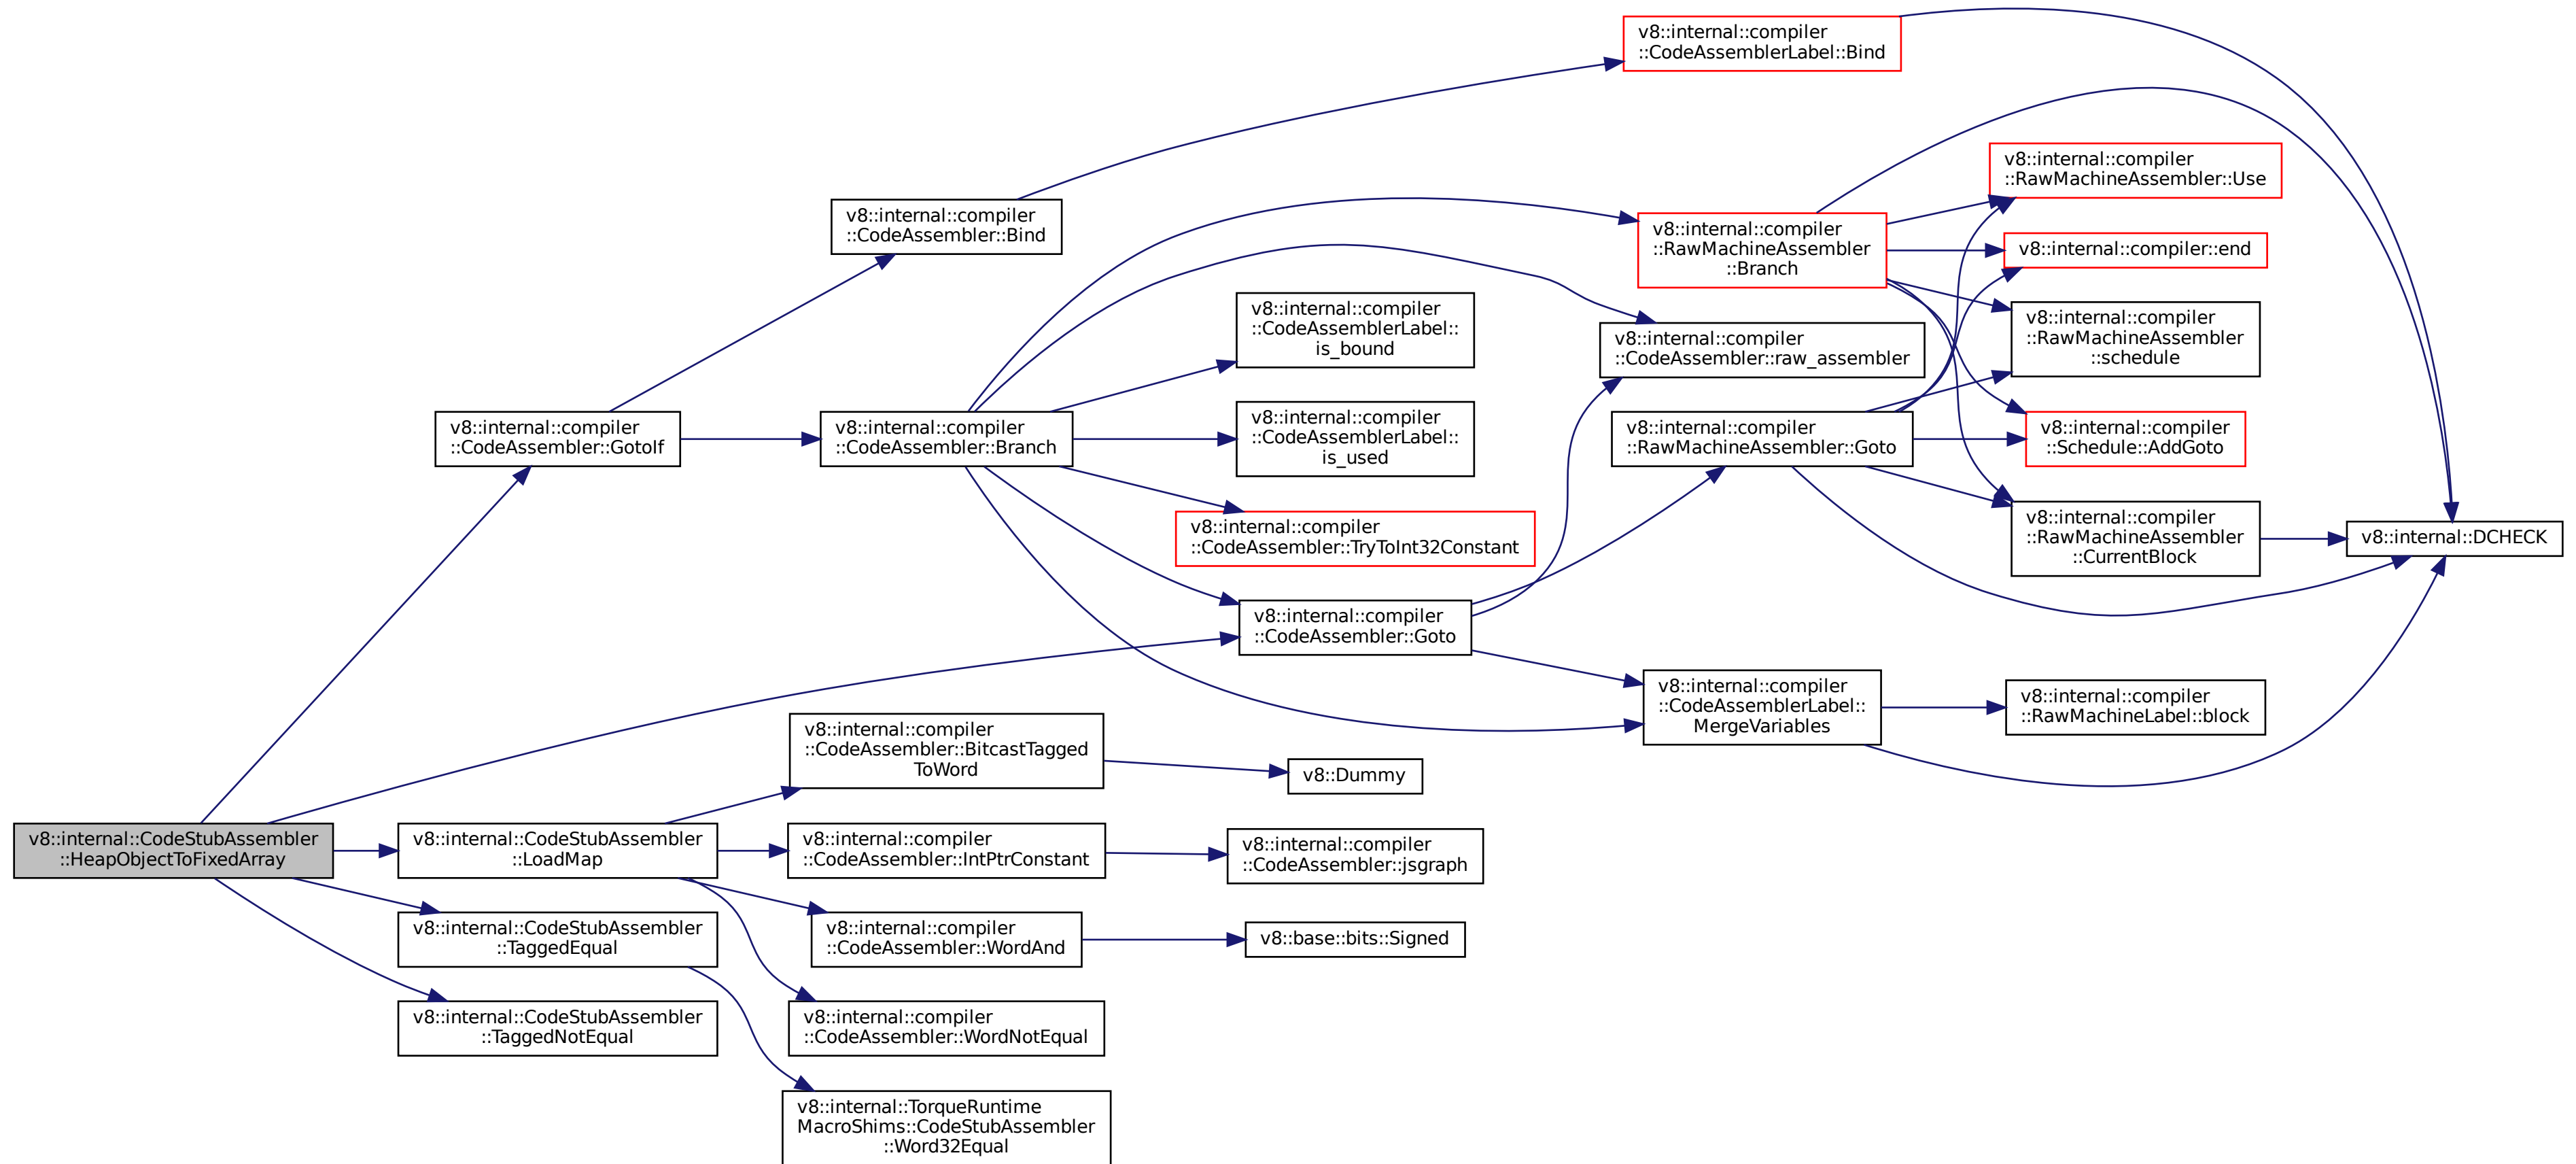 v8::internal::compiler
::CodeAssemblerLabel::Bind
v8::internal::compiler
::RawMachineAssembler::Use
v8::internal::compiler
::CodeAssembler::Bind
v8::internal::compiler
::RawMachineAssembler
::Branch
v8::internal::compiler::end
v8::internal::compiler
::CodeAssemblerLabel::
is_bound
v8::internal::compiler
::CodeAssembler::raw_assembler
v8::internal::compiler
::RawMachineAssembler
::schedule
v8::internal::compiler
::CodeAssembler::GotoIf
v8::internal::compiler
::CodeAssembler::Branch
v8::internal::compiler
::CodeAssemblerLabel::
is_used
v8::internal::compiler
::RawMachineAssembler::Goto
v8::internal::compiler
::Schedule::AddGoto
v8::internal::compiler
::CodeAssembler::TryToInt32Constant
v8::internal::compiler
::RawMachineAssembler
::CurrentBlock
v8::internal::DCHECK
v8::internal::compiler
::CodeAssembler::Goto
v8::internal::compiler
::CodeAssemblerLabel::
MergeVariables
v8::internal::compiler
::RawMachineLabel::block
v8::internal::compiler
::CodeAssembler::BitcastTagged
ToWord
v8::Dummy
v8::internal::CodeStubAssembler
::HeapObjectToFixedArray
v8::internal::CodeStubAssembler
::LoadMap
v8::internal::compiler
::CodeAssembler::IntPtrConstant
v8::internal::compiler
::CodeAssembler::jsgraph
v8::internal::CodeStubAssembler
::TaggedEqual
v8::internal::compiler
::CodeAssembler::WordAnd
v8::base::bits::Signed
v8::internal::CodeStubAssembler
::TaggedNotEqual
v8::internal::compiler
::CodeAssembler::WordNotEqual
v8::internal::TorqueRuntime
MacroShims::CodeStubAssembler
::Word32Equal